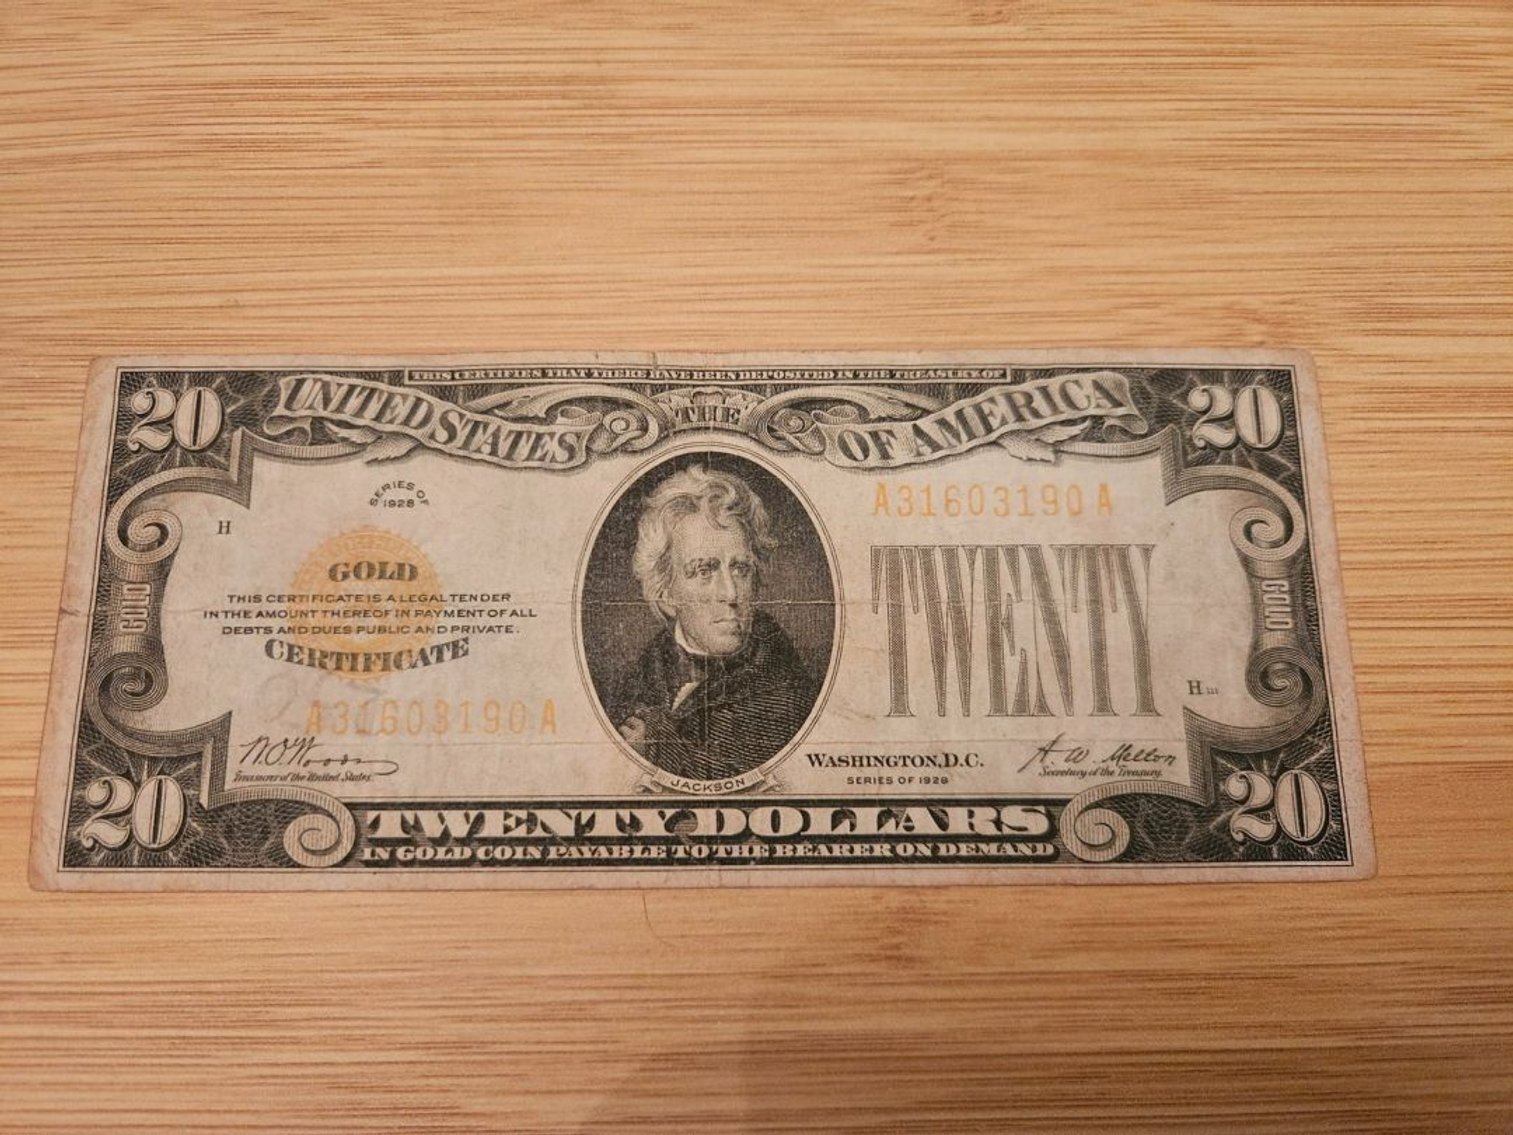 THIS CERTIFIES THAT THERE HAVE BEEN DEPOSITED IN THE TREASURY OF
20 UNITED STATES THE OF AMERICA 20
SERIES OF
1928
A31603190A
H
GOLD
TWENTY
THIS CERTIFICATE IS A LEGAL TENDER
IN THE AMOUNT THEREOF IN PAYMENT OF ALL
DEBTS AND DUES PUBLIC AND PRIVATE.
CERTIFICATE
GOLD
GOLD
H 111
A31603190A
W.O. Woods
Treasurer of the United States.
JACKSON
WASHINGTON, D.C.
SERIES OF 1928
A. W. Mellon
Secretary of the Treasury.
20 TWENTY DOLLARS 20
IN GOLD COIN PAYABLE TO THE BEARER ON DEMAND